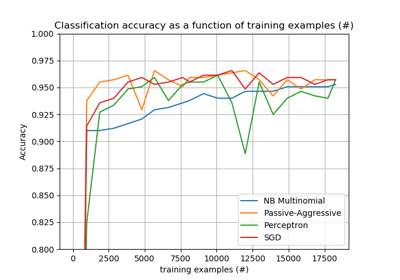 Classification accuracy as a function of training examples (#)
1.000
0.975
0.950
0.925
0.900
0.875
0.850
0.825
0.800
Accuracy
NB Multinomial
Passive-Aggressive
Perceptron
SGD
0 2500 5000 7500 10000 12500 15000 17500
training examples (#)